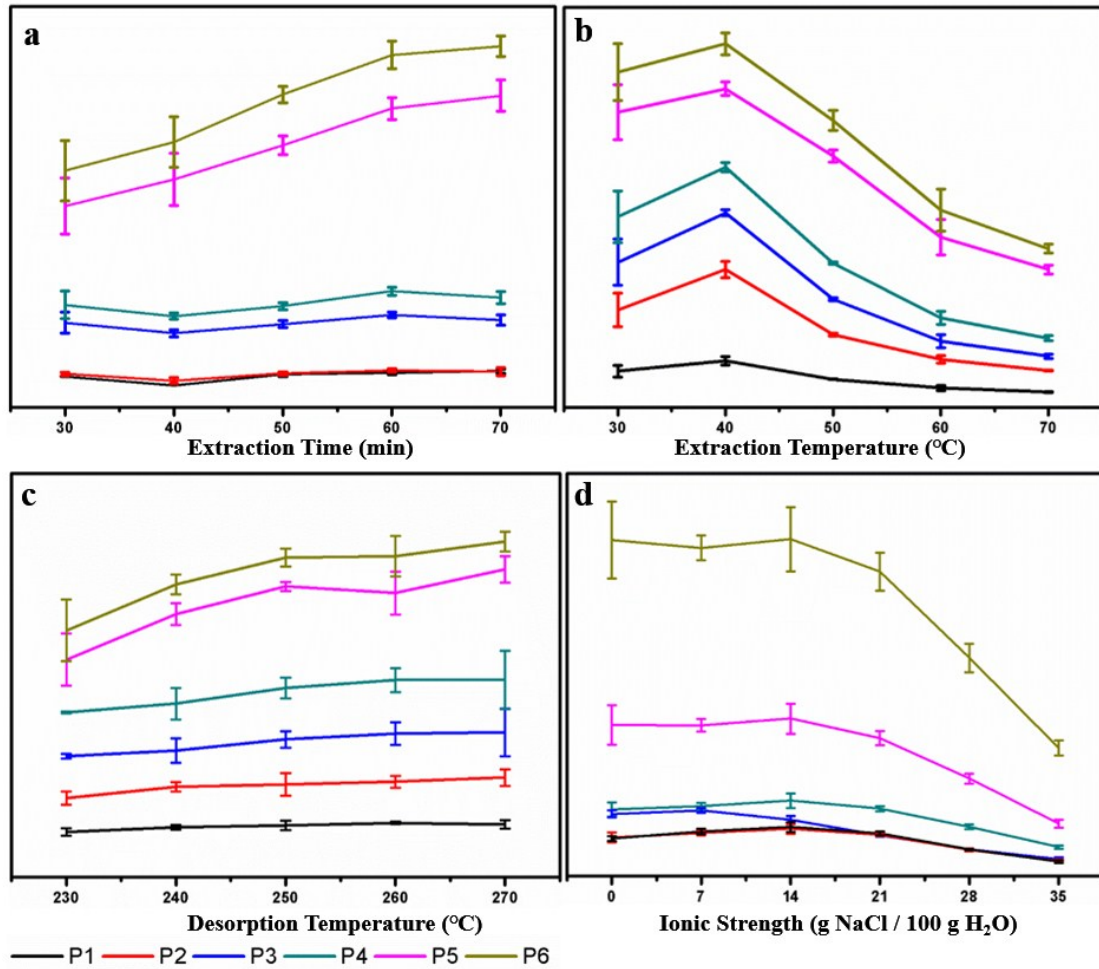 a
30 40 50 60 70
Extraction Time (min)
b
30 40 50 60 70
Extraction Temperature (°C)
c
230 240 250 260 270
Desorption Temperature (°C)
d
0 7 14 21 28 35
Ionic Strength (g NaCl / 100 g H₂O)
P1 P2 P3 P4 P5 P6